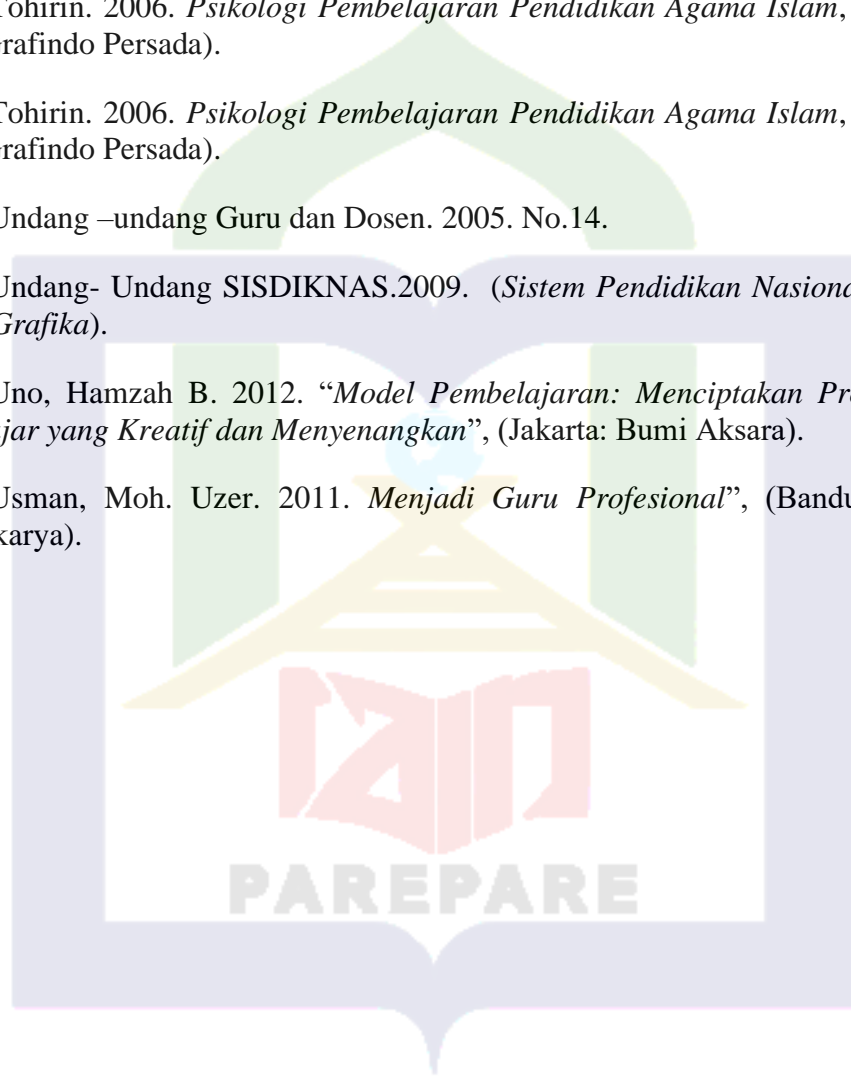 Tohirin. 2006. Psikologi Pembelajaran Pendidikan Agama Islam,
rafindo Persada).
Tohirin. 2006. Psikologi Pembelajaran Pendidikan Agama Islam,
rafindo Persada).
Undang –undang Guru dan Dosen. 2005. No.14.
Undang- Undang SISDIKNAS.2009. (Sistem Pendidikan Nasiona
Grafika).
Uno, Hamzah B. 2012. “Model Pembelajaran: Menciptakan Pro
jar yang Kreatif dan Menyenangkan”, (Jakarta: Bumi Aksara).
Usman, Moh. Uzer. 2011. Menjadi Guru Profesional”, (Bandu
karya).
iain
PAREPARE